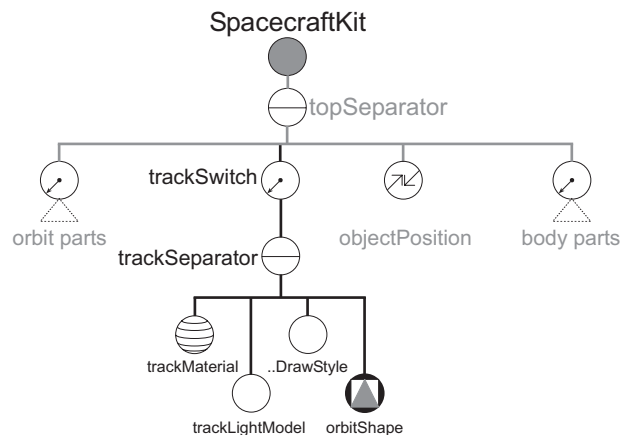 SpacecraftKit
topSeparator
trackSwitch
orbit parts
objectPosition
body parts
trackSeparator
trackMaterial
..DrawStyle
trackLightModel
orbitShape